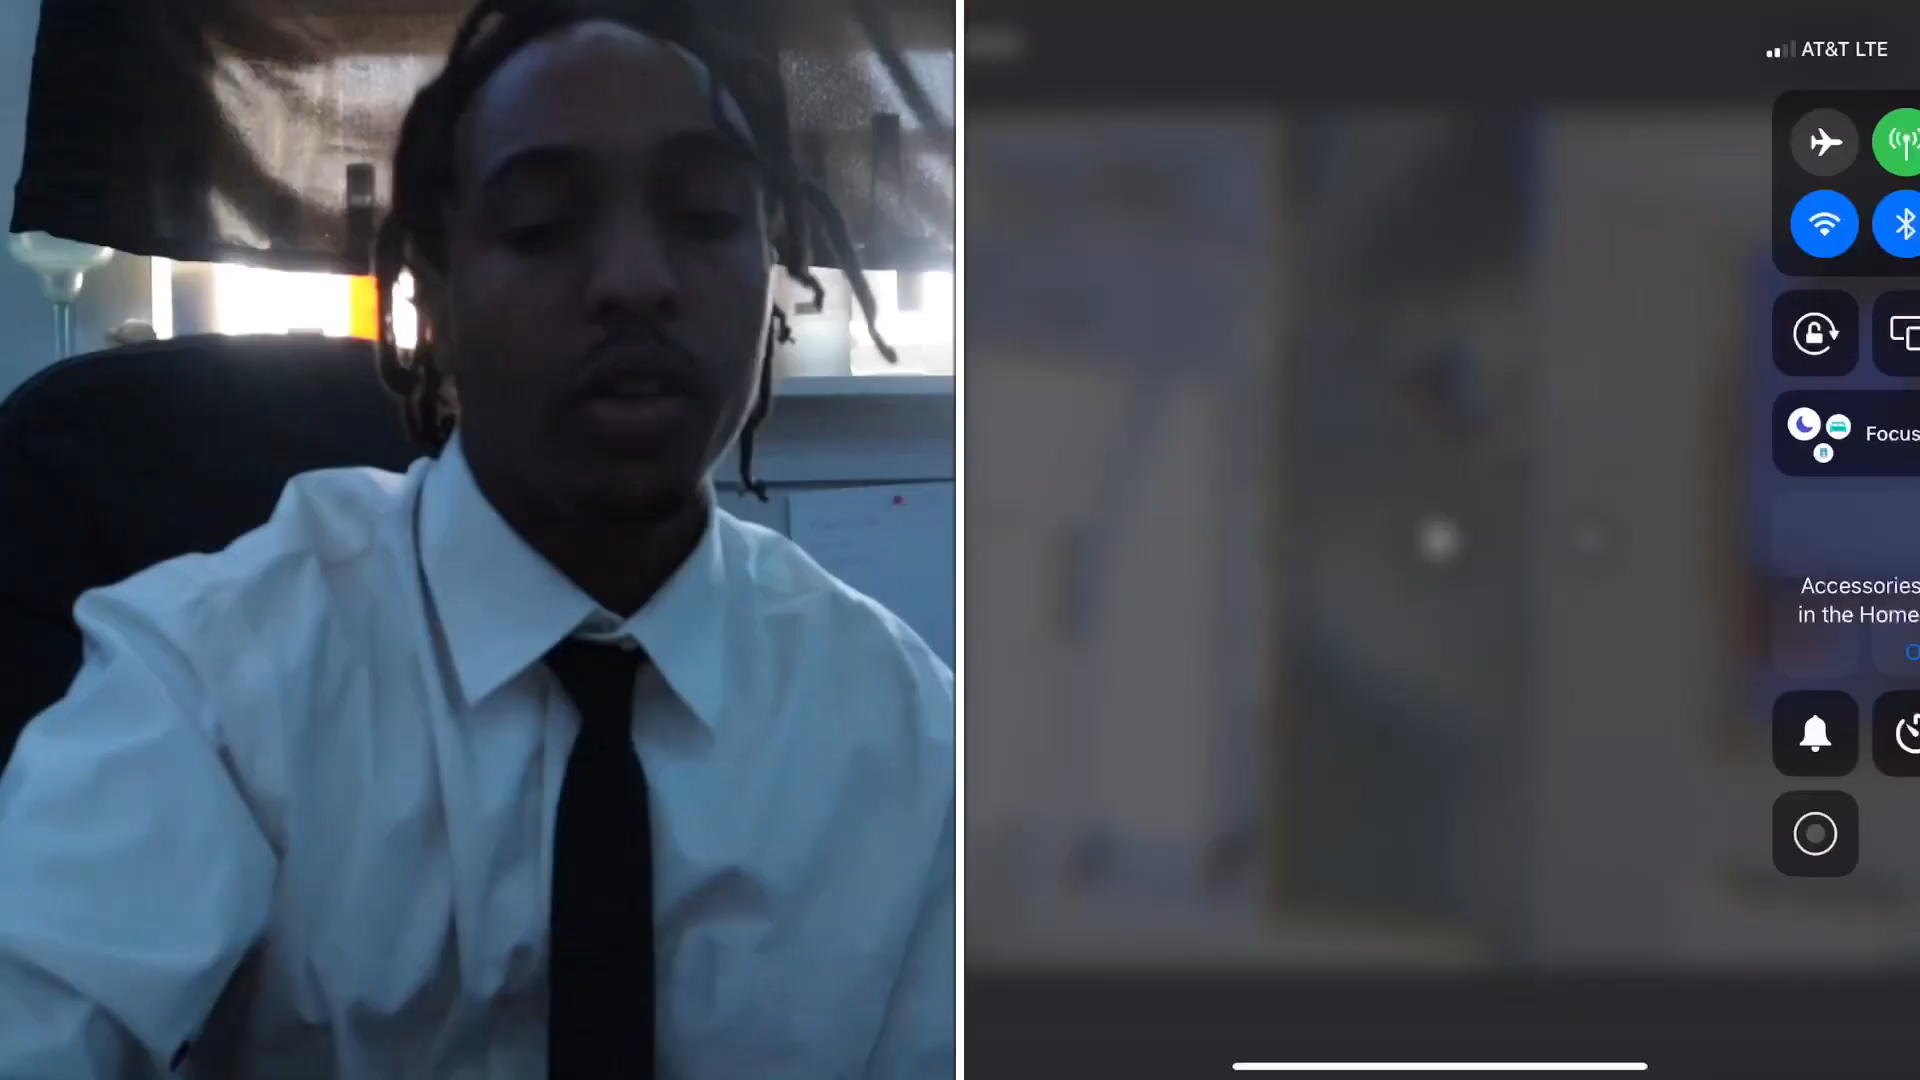 AT&T LTE
Focus
Accessories
in the Home